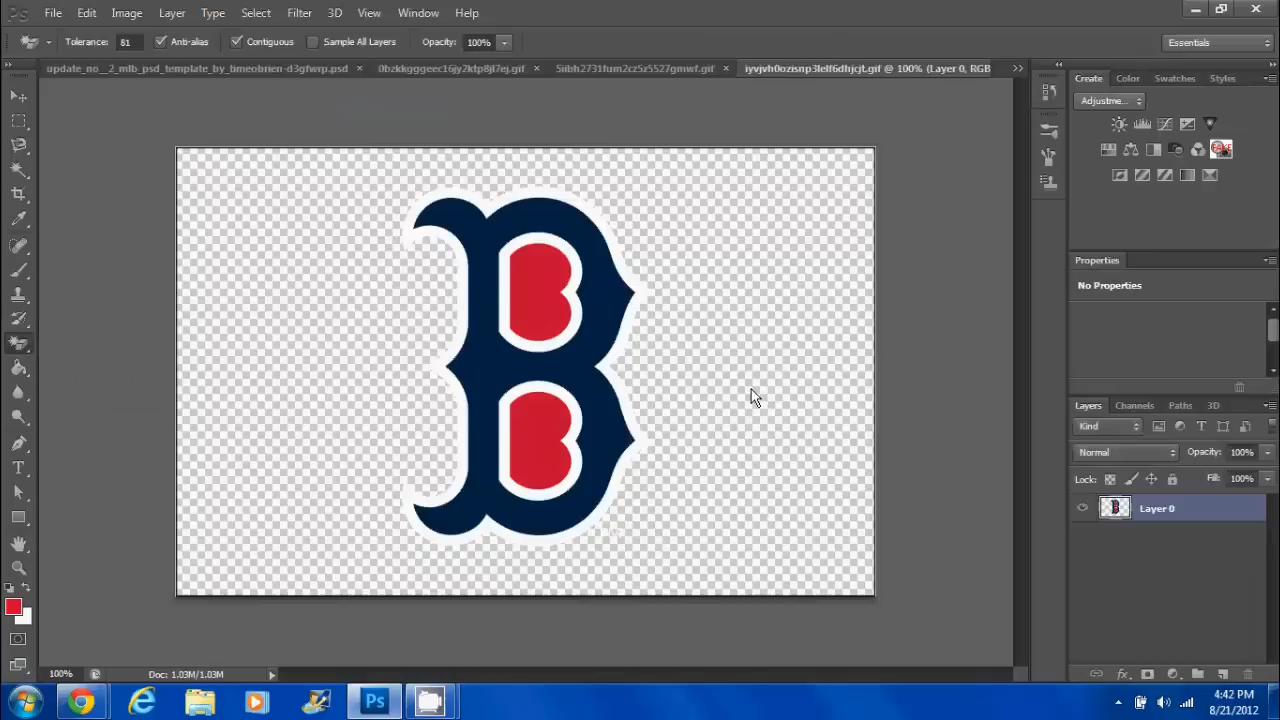 Ps File Edit Image Layer Type Select Filter 3D View Window Help
Tolerance: 81 Anti-alias Contiguous Sample All Layers Opacity: 100% Essentials
update_no__2_mlb_psd_template_by_timeobrien-d3gfwrp.psd × 0bzkkgggeec16jy2ktp8jl7ej.gif × 5iibh2731fum2cz5z5527gmwf.gif × iyvjvh0ozisnp3lelf6dhjcjt.gif @ 100% (Layer 0, RGB
Create Color Swatches Styles
Adjustme...
Properties
No Properties
B
Layers Channels Paths 3D
Kind
Normal Opacity: 100%
Lock: Fill: 100%
Layer 0
100% Doc: 1.03M/1.03M
Ps
4:42 PM
8/21/2012